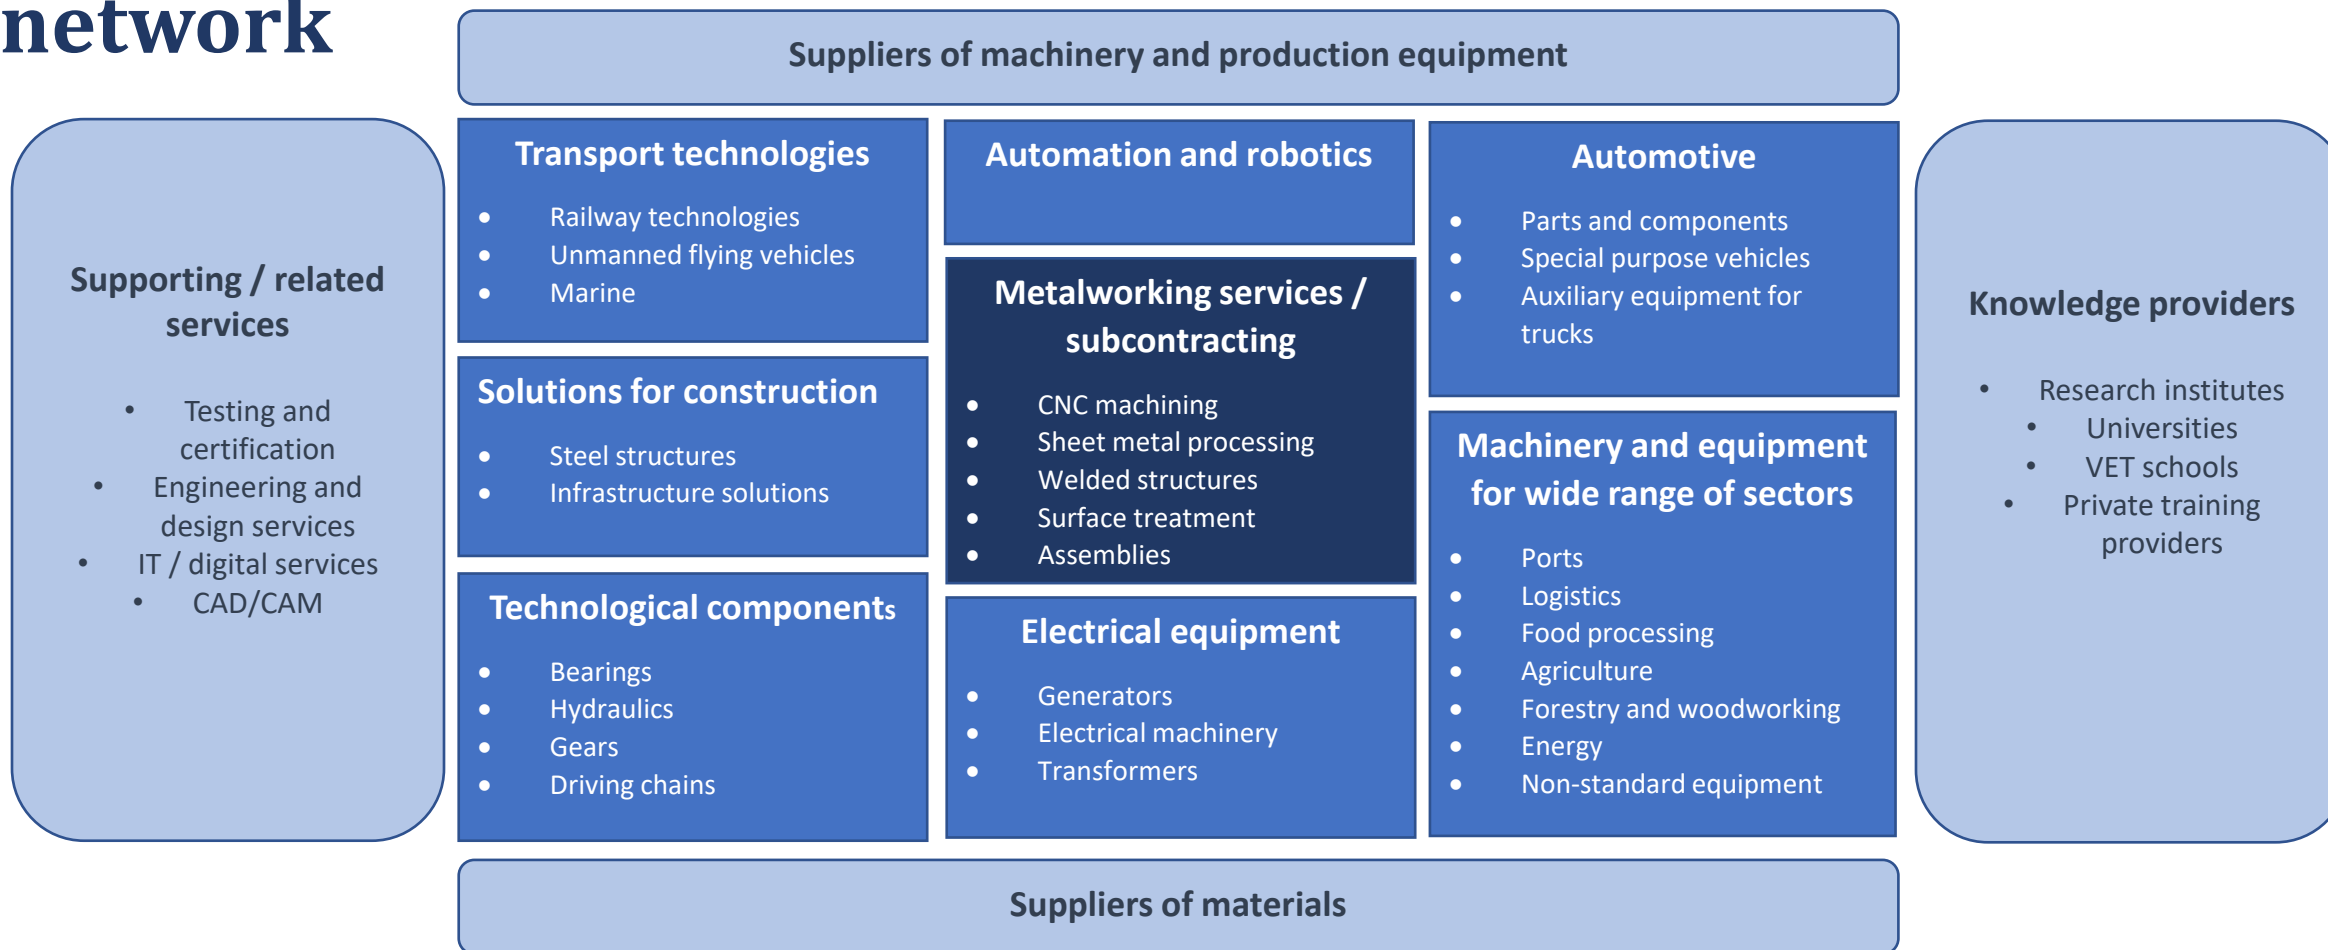 network
Suppliers of machinery and production equipment
Supporting / related
services
• Testing and
certification
• Engineering and
design services
• IT / digital services
• CAD/CAM
Transport technologies
• Railway technologies
• Unmanned flying vehicles
• Marine
Solutions for construction
• Steel structures
• Infrastructure solutions
Technological components
• Bearings
• Hydraulics
• Gears
• Driving chains
Automation and robotics
Metalworking services /
subcontracting
• CNC machining
• Sheet metal processing
• Welded structures
• Surface treatment
• Assemblies
Electrical equipment
• Generators
• Electrical machinery
• Transformers
Automotive
• Parts and components
• Special purpose vehicles
• Auxiliary equipment for
trucks
Machinery and equipment
for wide range of sectors
• Ports
• Logistics
• Food processing
• Agriculture
• Forestry and woodworking
• Energy
• Non-standard equipment
Knowledge providers
• Research institutes
• Universities
• VET schools
• Private training
providers
Suppliers of materials